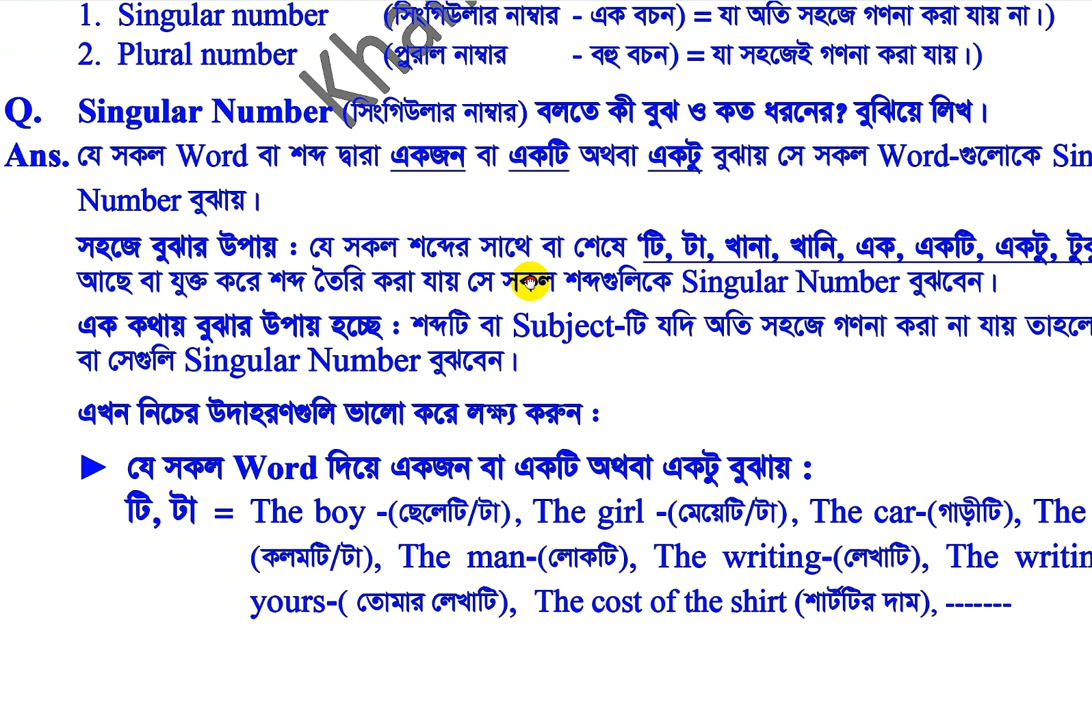 1. Singular number (সিংগিউলার নাম্বার - এক বচন) = যা অতি সহজে গণনা করা যায় না।)
2. Plural number (প্লুরাল নাম্বার - বহু বচন) = যা সহজেই গণনা করা যায়।)
Q. Singular Number (সিংগিউলার নাম্বার) বলতে কী বুঝ ও কত ধরনের? বুঝিয়ে লিখ।
Ans. যে সকল Word বা শব্দ দ্বারা একজন বা একটি অথবা একটু বুঝায় সে সকল Word-গুলোকে Sin
Number বুঝায়।
সহজে বুঝার উপায় : যে সকল শব্দের সাথে বা শেষে ‘টি, টা, খানা, খানি, এক, একটি, একটু,
আছে বা যুক্ত করে শব্দ তৈরি করা যায় সে সকল শব্দগুলিকে Singular Number বুঝবেন।
এক কথায় বুঝার উপায় হচ্ছে : শব্দটি বা Subject-টি যদি অতি সহজে গণনা করা না যায় তাহলে
বা সেগুলি Singular Number বুঝবেন।
এখন নিচের উদাহরণগুলি ভালো করে লক্ষ্য করুন :
▶ যে সকল Word দিয়ে একজন বা একটি অথবা একটু বুঝায় :
টি, টা = The boy -(ছেলেটি/টা), The girl -(মেয়েটি/টা), The car-(গাড়ীটি), The
(কলমটি/টা), The man-(লোকটি), The writing-(লেখাটি), The writin
yours-( তোমার লেখাটি), The cost of the shirt (শার্টটির দাম), -------
Khan